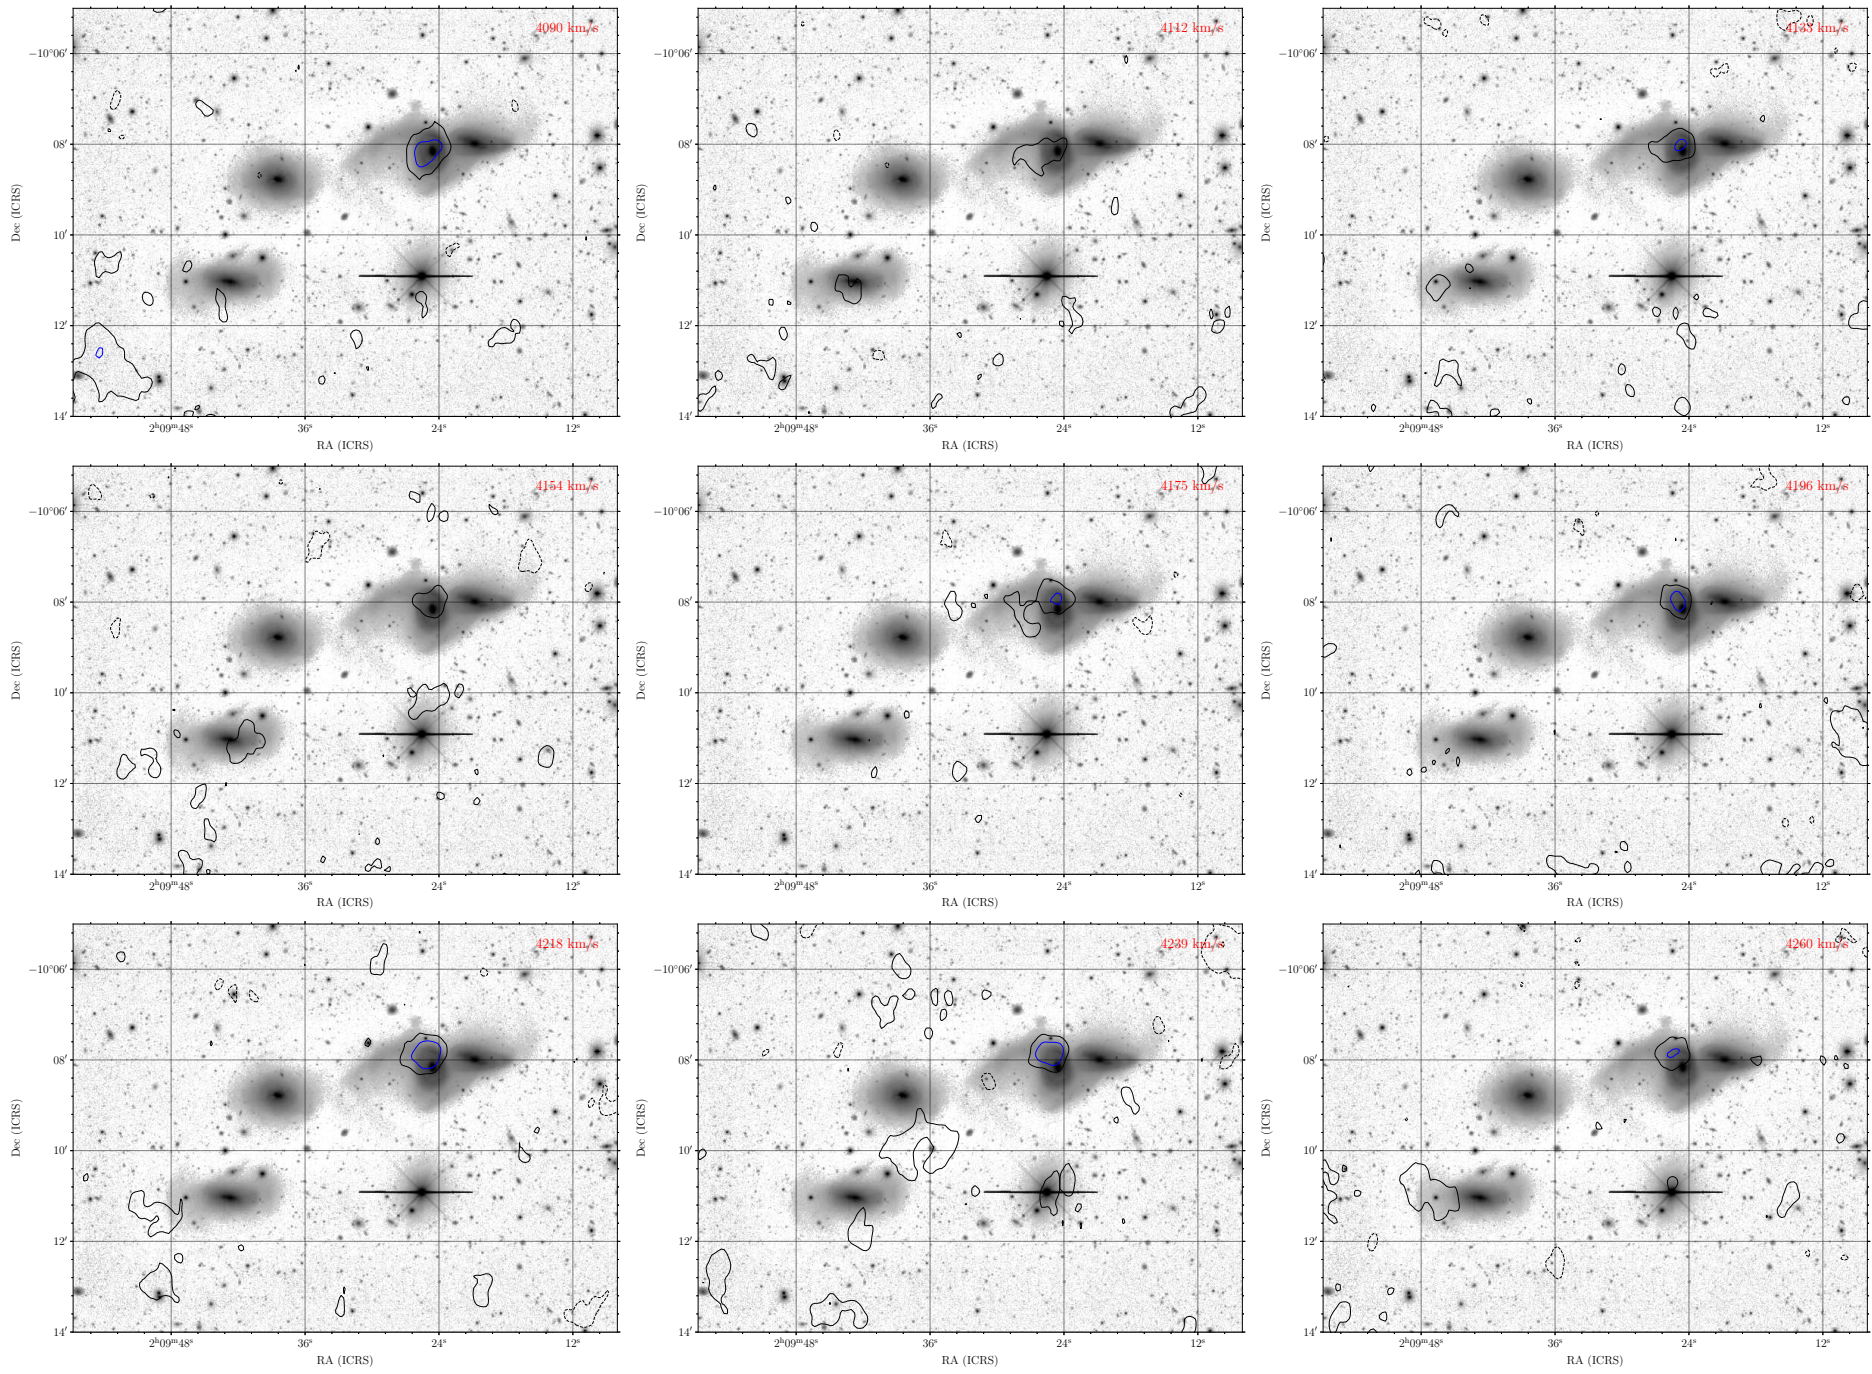 4090 km/s 4112 km/s 4133 km/s
−10°06′ −10°06′ −10°06′
08′ 08′ 08′
Dec (ICRS) Dec (ICRS) Dec (ICRS)
10′ 10′ 10′
12′ 12′ 12′
14′ 14′ 14′
2ʰ09ᵐ48ˢ 36ˢ 24ˢ 12ˢ 2ʰ09ᵐ48ˢ 36ˢ 24ˢ 12ˢ 2ʰ09ᵐ48ˢ 36ˢ 24ˢ 12ˢ
RA (ICRS) RA (ICRS) RA (ICRS)
4154 km/s 4175 km/s 4196 km/s
−10°06′ −10°06′ −10°06′
08′ 08′ 08′
Dec (ICRS) Dec (ICRS) Dec (ICRS)
10′ 10′ 10′
12′ 12′ 12′
14′ 14′ 14′
2ʰ09ᵐ48ˢ 36ˢ 24ˢ 12ˢ 2ʰ09ᵐ48ˢ 36ˢ 24ˢ 12ˢ 2ʰ09ᵐ48ˢ 36ˢ 24ˢ 12ˢ
RA (ICRS) RA (ICRS) RA (ICRS)
4218 km/s 4239 km/s 4260 km/s
−10°06′ −10°06′ −10°06′
08′ 08′ 08′
Dec (ICRS) Dec (ICRS) Dec (ICRS)
10′ 10′ 10′
12′ 12′ 12′
14′ 14′ 14′
2ʰ09ᵐ48ˢ 36ˢ 24ˢ 12ˢ 2ʰ09ᵐ48ˢ 36ˢ 24ˢ 12ˢ 2ʰ09ᵐ48ˢ 36ˢ 24ˢ 12ˢ
RA (ICRS) RA (ICRS) RA (ICRS)